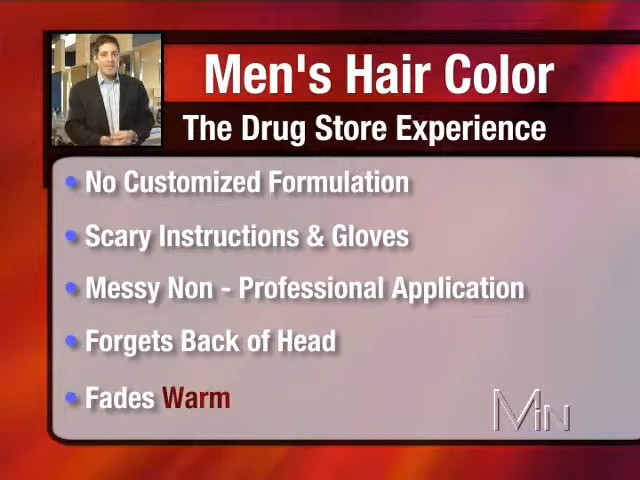 Men's Hair Color
The Drug Store Experience
• No Customized Formulation
• Scary Instructions & Gloves
• Messy Non - Professional Application
• Forgets Back of Head
• Fades Warm
MiN